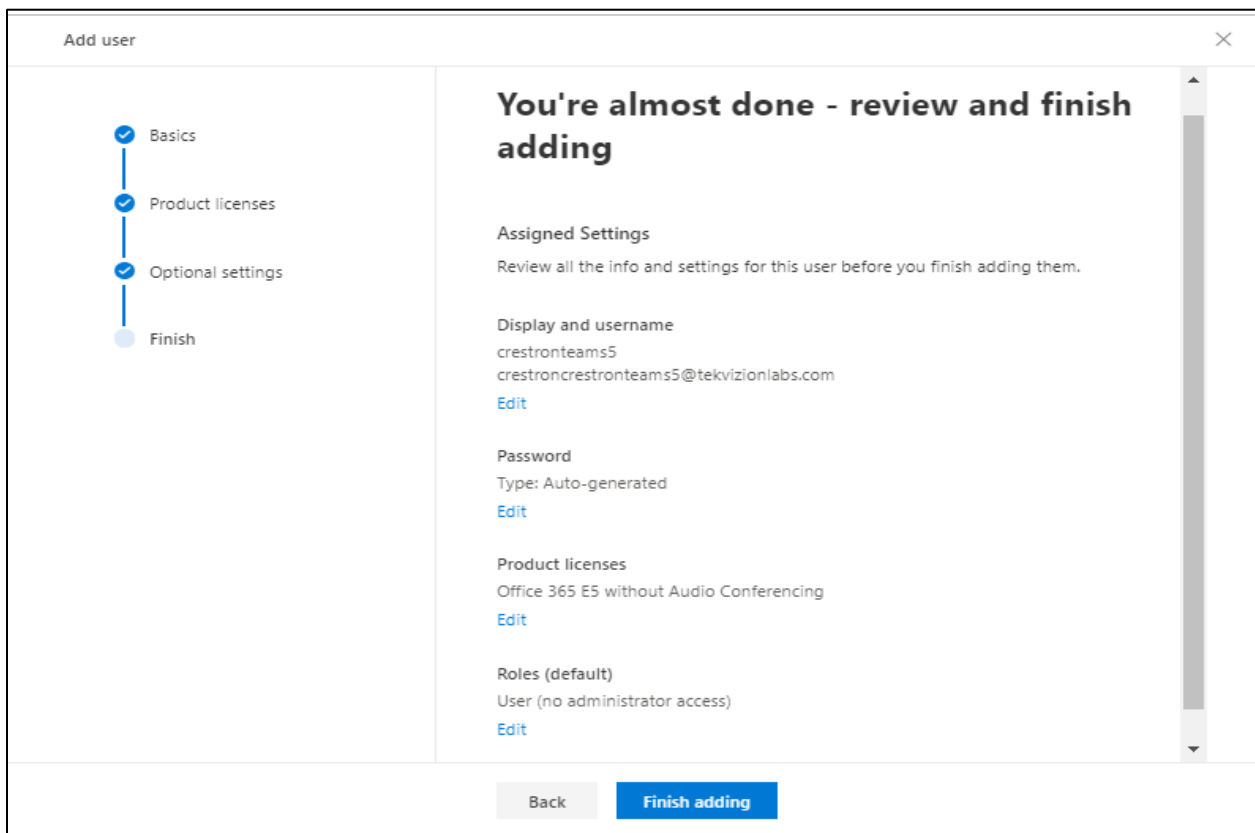 Add user
Basics
Product licenses
Optional settings
Finish
You're almost done - review and finish
adding
Assigned Settings
Review all the info and settings for this user before you finish adding them.
Display and username
crestronteams5
crestroncrestronteams5@tekvizionlabs.com
Edit
Password
Type: Auto-generated
Edit
Product licenses
Office 365 E5 without Audio Conferencing
Edit
Roles (default)
User (no administrator access)
Edit
Back
Finish adding